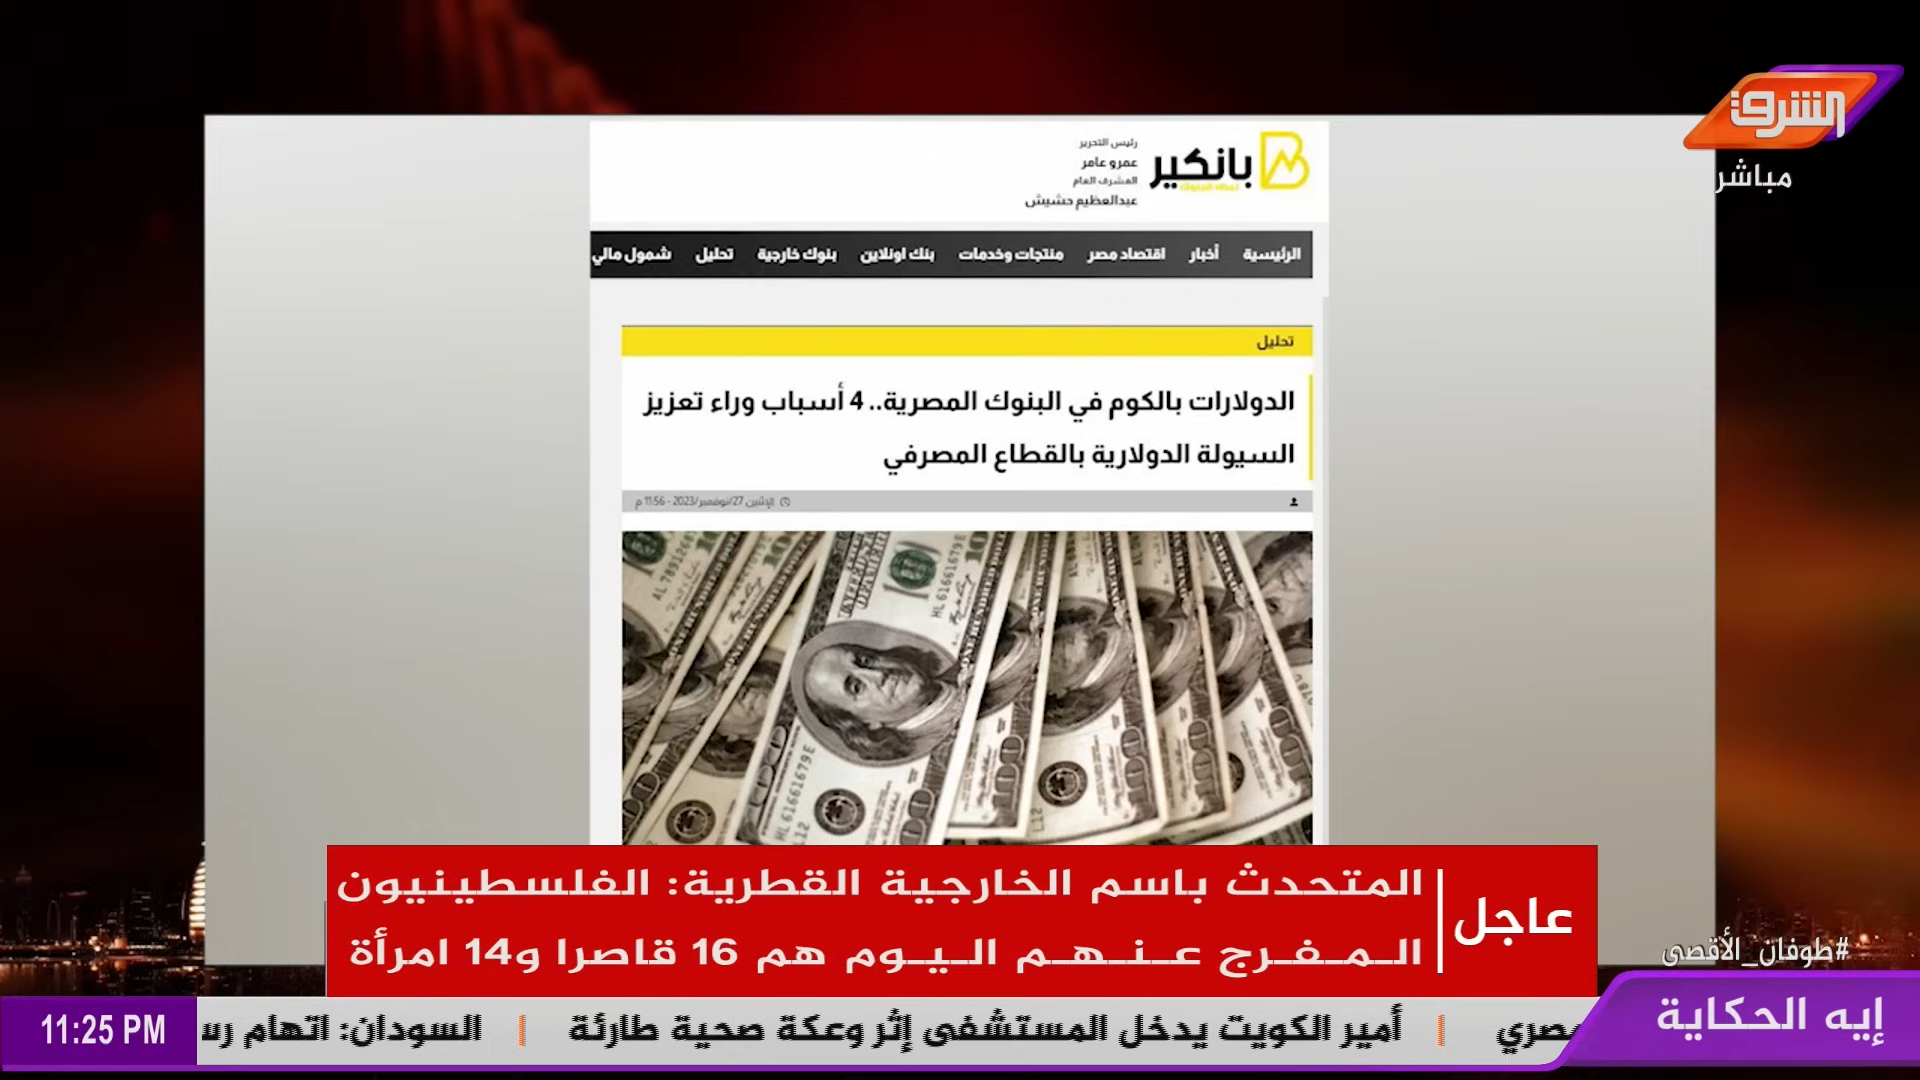 الشرق
مباشر
بانكير
رئيس التحرير
عمرو عامر
المشرف العام
عبدالعظيم حشيش
الرئيسية أخبار اقتصاد مصر منتجات وخدمات بنك اونلاين بنوك خارجية تحليل شمول مالي
تحليل
الدولارات بالكوم في البنوك المصرية.. 4 أسباب وراء تعزيز
السيولة الدولارية بالقطاع المصرفي
الإثنين 27/نوفمبر/2023 - 11:56 م
عاجل
المتحدث باسم الخارجية القطرية: الفلسطينيون
المفرج عنهم اليوم هم 16 قاصرا و14 امرأة
#طوفان_الأقصى
إيه الحكاية
مصري | أمير الكويت يدخل المستشفى إثر وعكة صحية طارئة | السودان: اتهام رس
11:25 PM